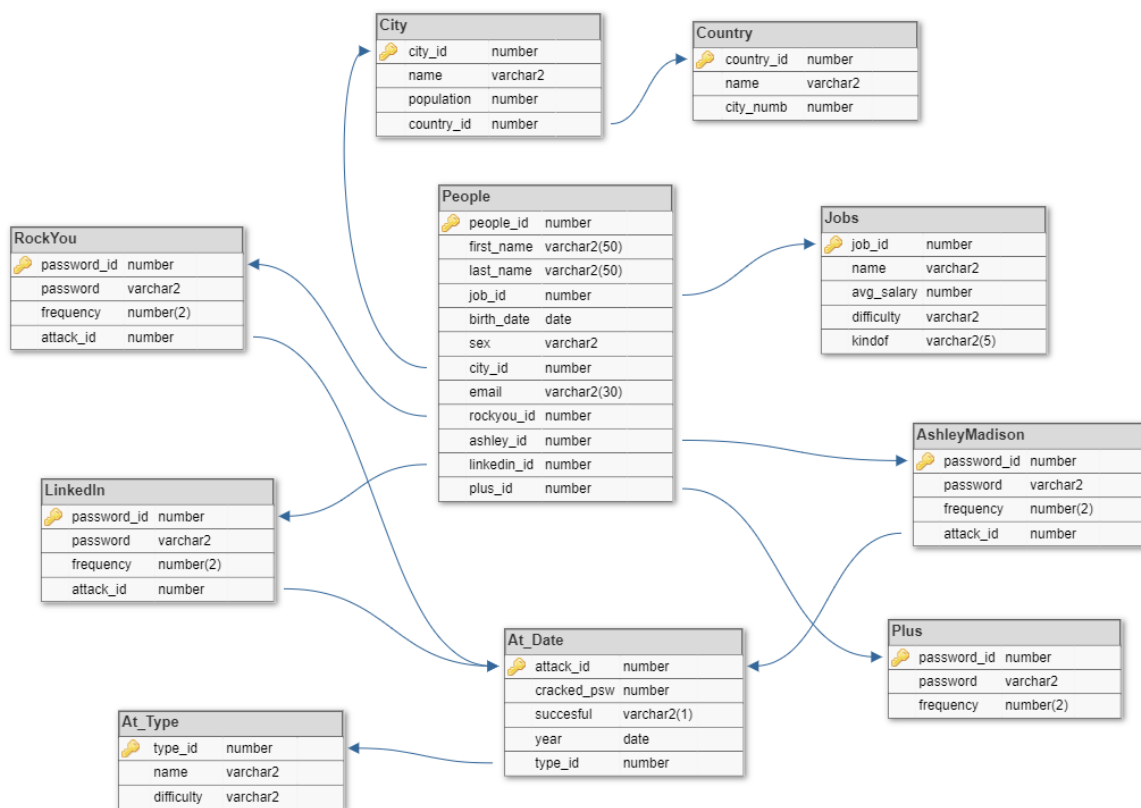 City
city_id number
name varchar2
population number
country_id number
Country
country_id number
name varchar2
city_numb number
People
people_id number
first_name varchar2(50)
last_name varchar2(50)
job_id number
birth_date date
sex varchar2
city_id number
email varchar2(30)
rockyou_id number
ashley_id number
linkedin_id number
plus_id number
Jobs
job_id number
name varchar2
avg_salary number
difficulty varchar2
kindof varchar2(5)
RockYou
password_id number
password varchar2
frequency number(2)
attack_id number
AshleyMadison
password_id number
password varchar2
frequency number(2)
attack_id number
LinkedIn
password_id number
password varchar2
frequency number(2)
attack_id number
At_Date
attack_id number
cracked_psw number
succesful varchar2(1)
year date
type_id number
Plus
password_id number
password varchar2
frequency number(2)
At_Type
type_id number
name varchar2
difficulty varchar2